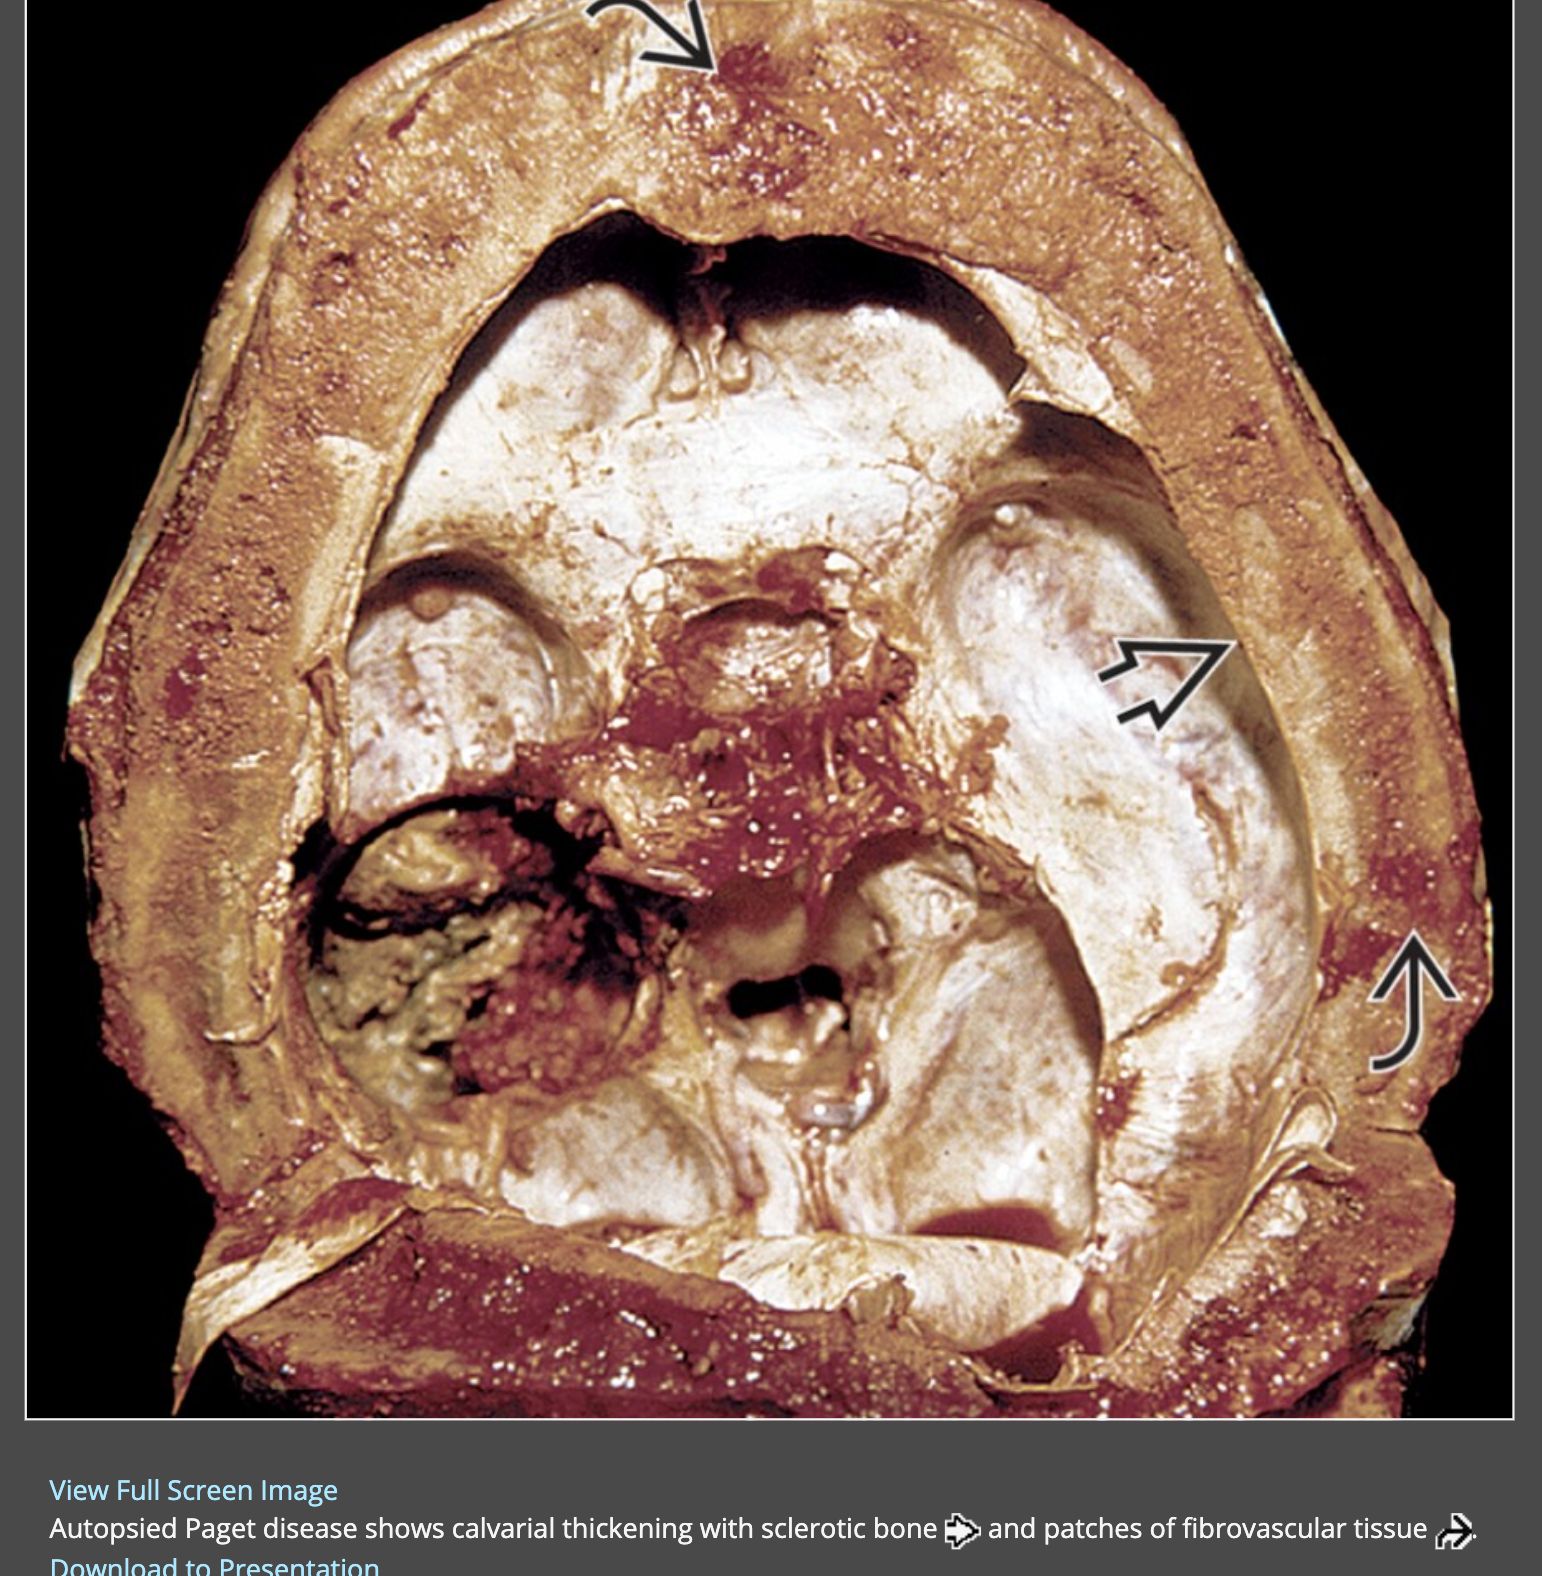 View Full Screen Image
Autopsied Paget disease shows calvarial thickening with sclerotic bone and patches of fibrovascular tissue .
Download to Presentation